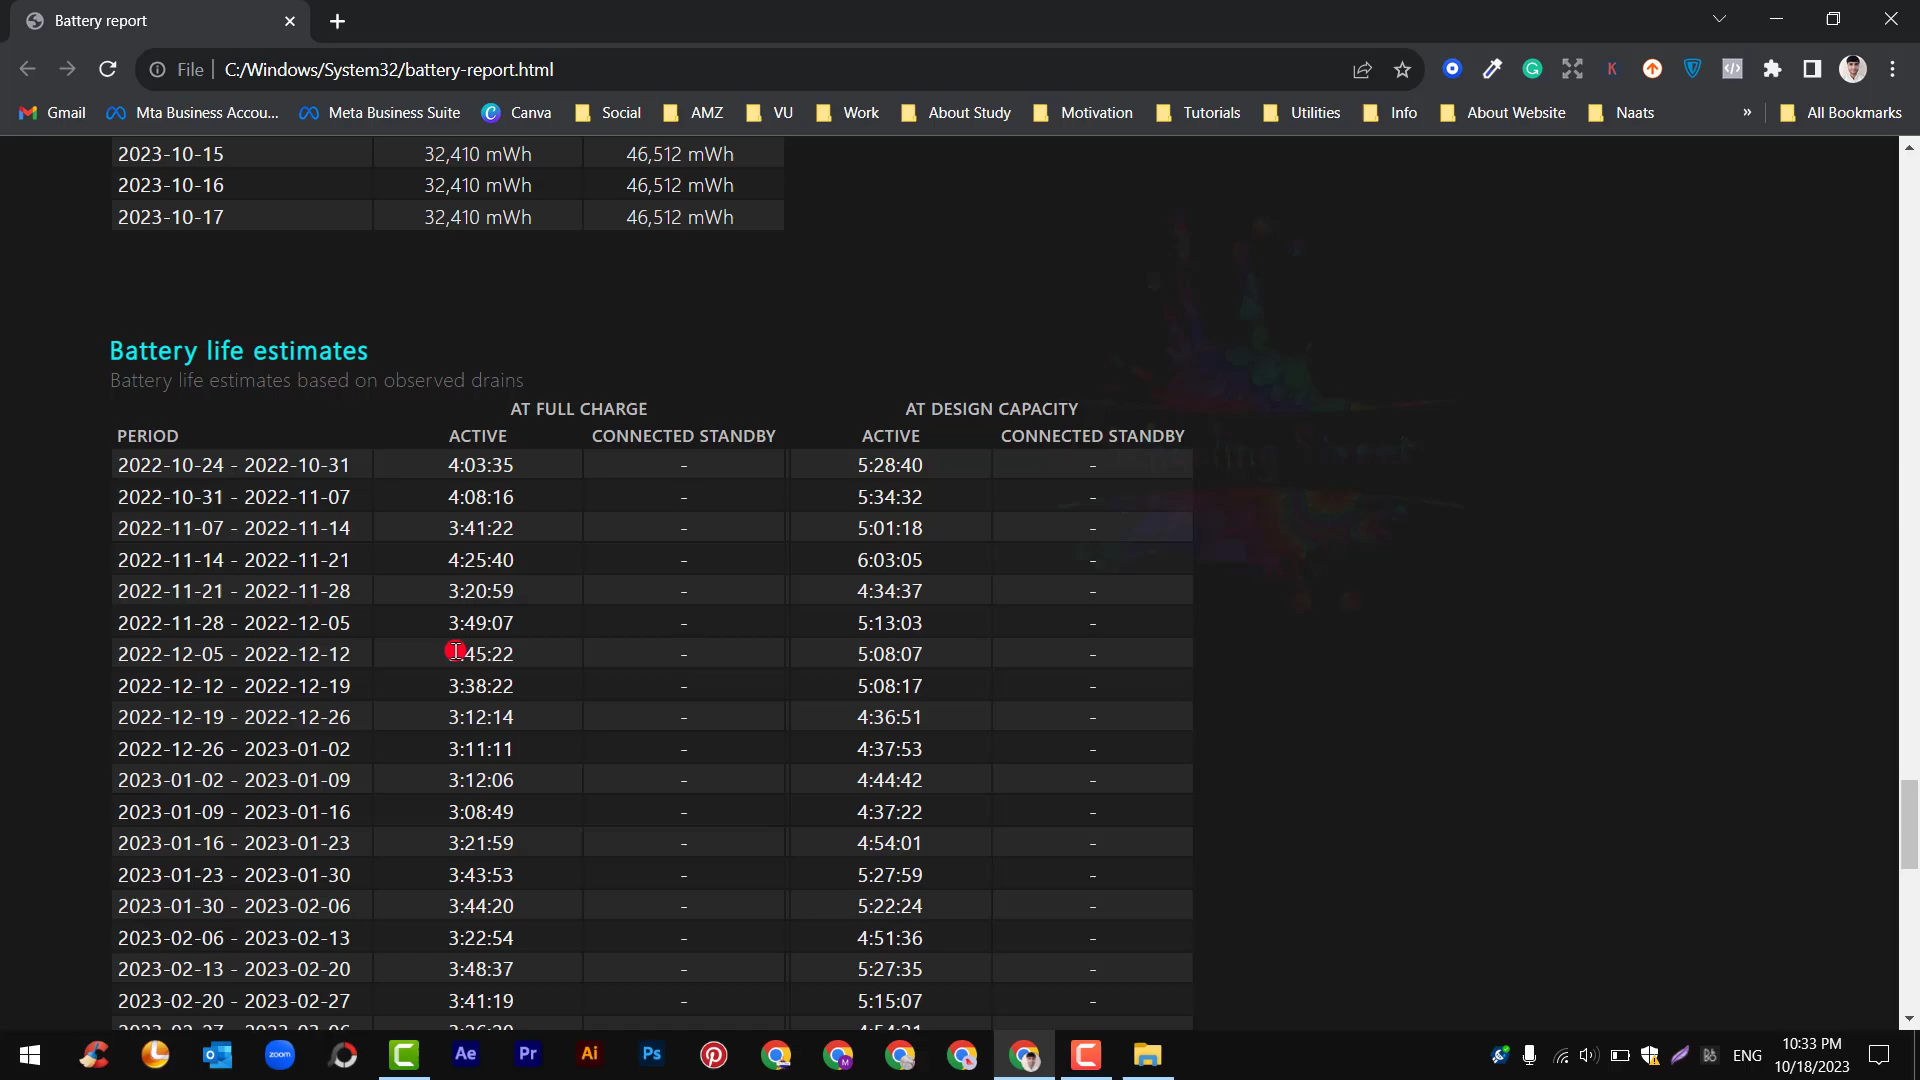 Battery report
File C:/Windows/System32/battery-report.html
Gmail Mta Business Accou... Meta Business Suite Canva Social AMZ VU Work About Study Motivation Tutorials Utilities Info About Website Naats » All Bookmarks
2023-10-15 32,410 mWh 46,512 mWh
2023-10-16 32,410 mWh 46,512 mWh
2023-10-17 32,410 mWh 46,512 mWh
Battery life estimates
Battery life estimates based on observed drains
AT FULL CHARGE AT DESIGN CAPACITY
PERIOD ACTIVE CONNECTED STANDBY ACTIVE CONNECTED STANDBY
2022-10-24 - 2022-10-31 4:03:35 - 5:28:40 -
2022-10-31 - 2022-11-07 4:08:16 - 5:34:32 -
2022-11-07 - 2022-11-14 3:41:22 - 5:01:18 -
2022-11-14 - 2022-11-21 4:25:40 - 6:03:05 -
2022-11-21 - 2022-11-28 3:20:59 - 4:34:37 -
2022-11-28 - 2022-12-05 3:49:07 - 5:13:03 -
2022-12-05 - 2022-12-12 :45:22 - 5:08:07 -
2022-12-12 - 2022-12-19 3:38:22 - 5:08:17 -
2022-12-19 - 2022-12-26 3:12:14 - 4:36:51 -
2022-12-26 - 2023-01-02 3:11:11 - 4:37:53 -
2023-01-02 - 2023-01-09 3:12:06 - 4:44:42 -
2023-01-09 - 2023-01-16 3:08:49 - 4:37:22 -
2023-01-16 - 2023-01-23 3:21:59 - 4:54:01 -
2023-01-23 - 2023-01-30 3:43:53 - 5:27:59 -
2023-01-30 - 2023-02-06 3:44:20 - 5:22:24 -
2023-02-06 - 2023-02-13 3:22:54 - 4:51:36 -
2023-02-13 - 2023-02-20 3:48:37 - 5:27:35 -
2023-02-20 - 2023-02-27 3:41:19 - 5:15:07 -
zoom Ae Pr Ai Ps ENG 10:33 PM
10/18/2023